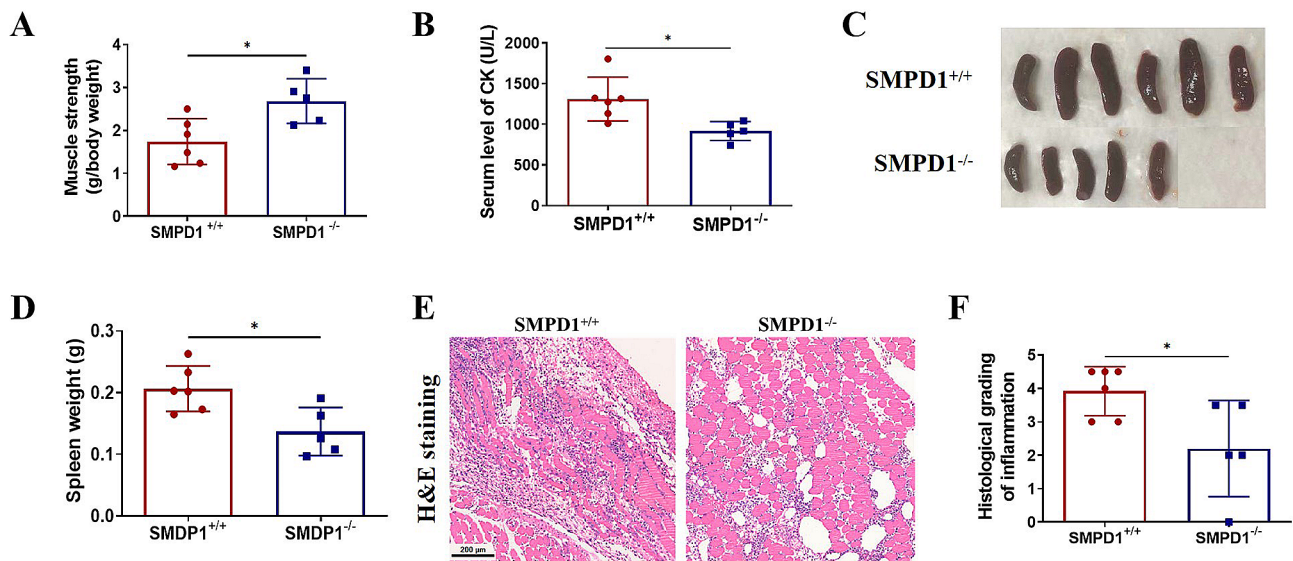 A
Muscle strength
(g/body weight)
4
3
2
1
0
*
SMPD1 +/+
SMPD1 -/-
B
Serum level of CK (U/L)
2000
1500
1000
500
0
*
SMPD1+/+
SMPD1-/-
C
SMPD1+/+
SMPD1-/-
D
Spleen weight (g)
0.3
0.2
0.1
0.0
*
SMDP1+/+
SMDP1-/-
E
SMPD1+/+
SMPD1-/-
H&E staining
200 µm
F
Histological grading
of inflammation
5
4
3
2
1
0
*
SMPD1+/+
SMPD1-/-